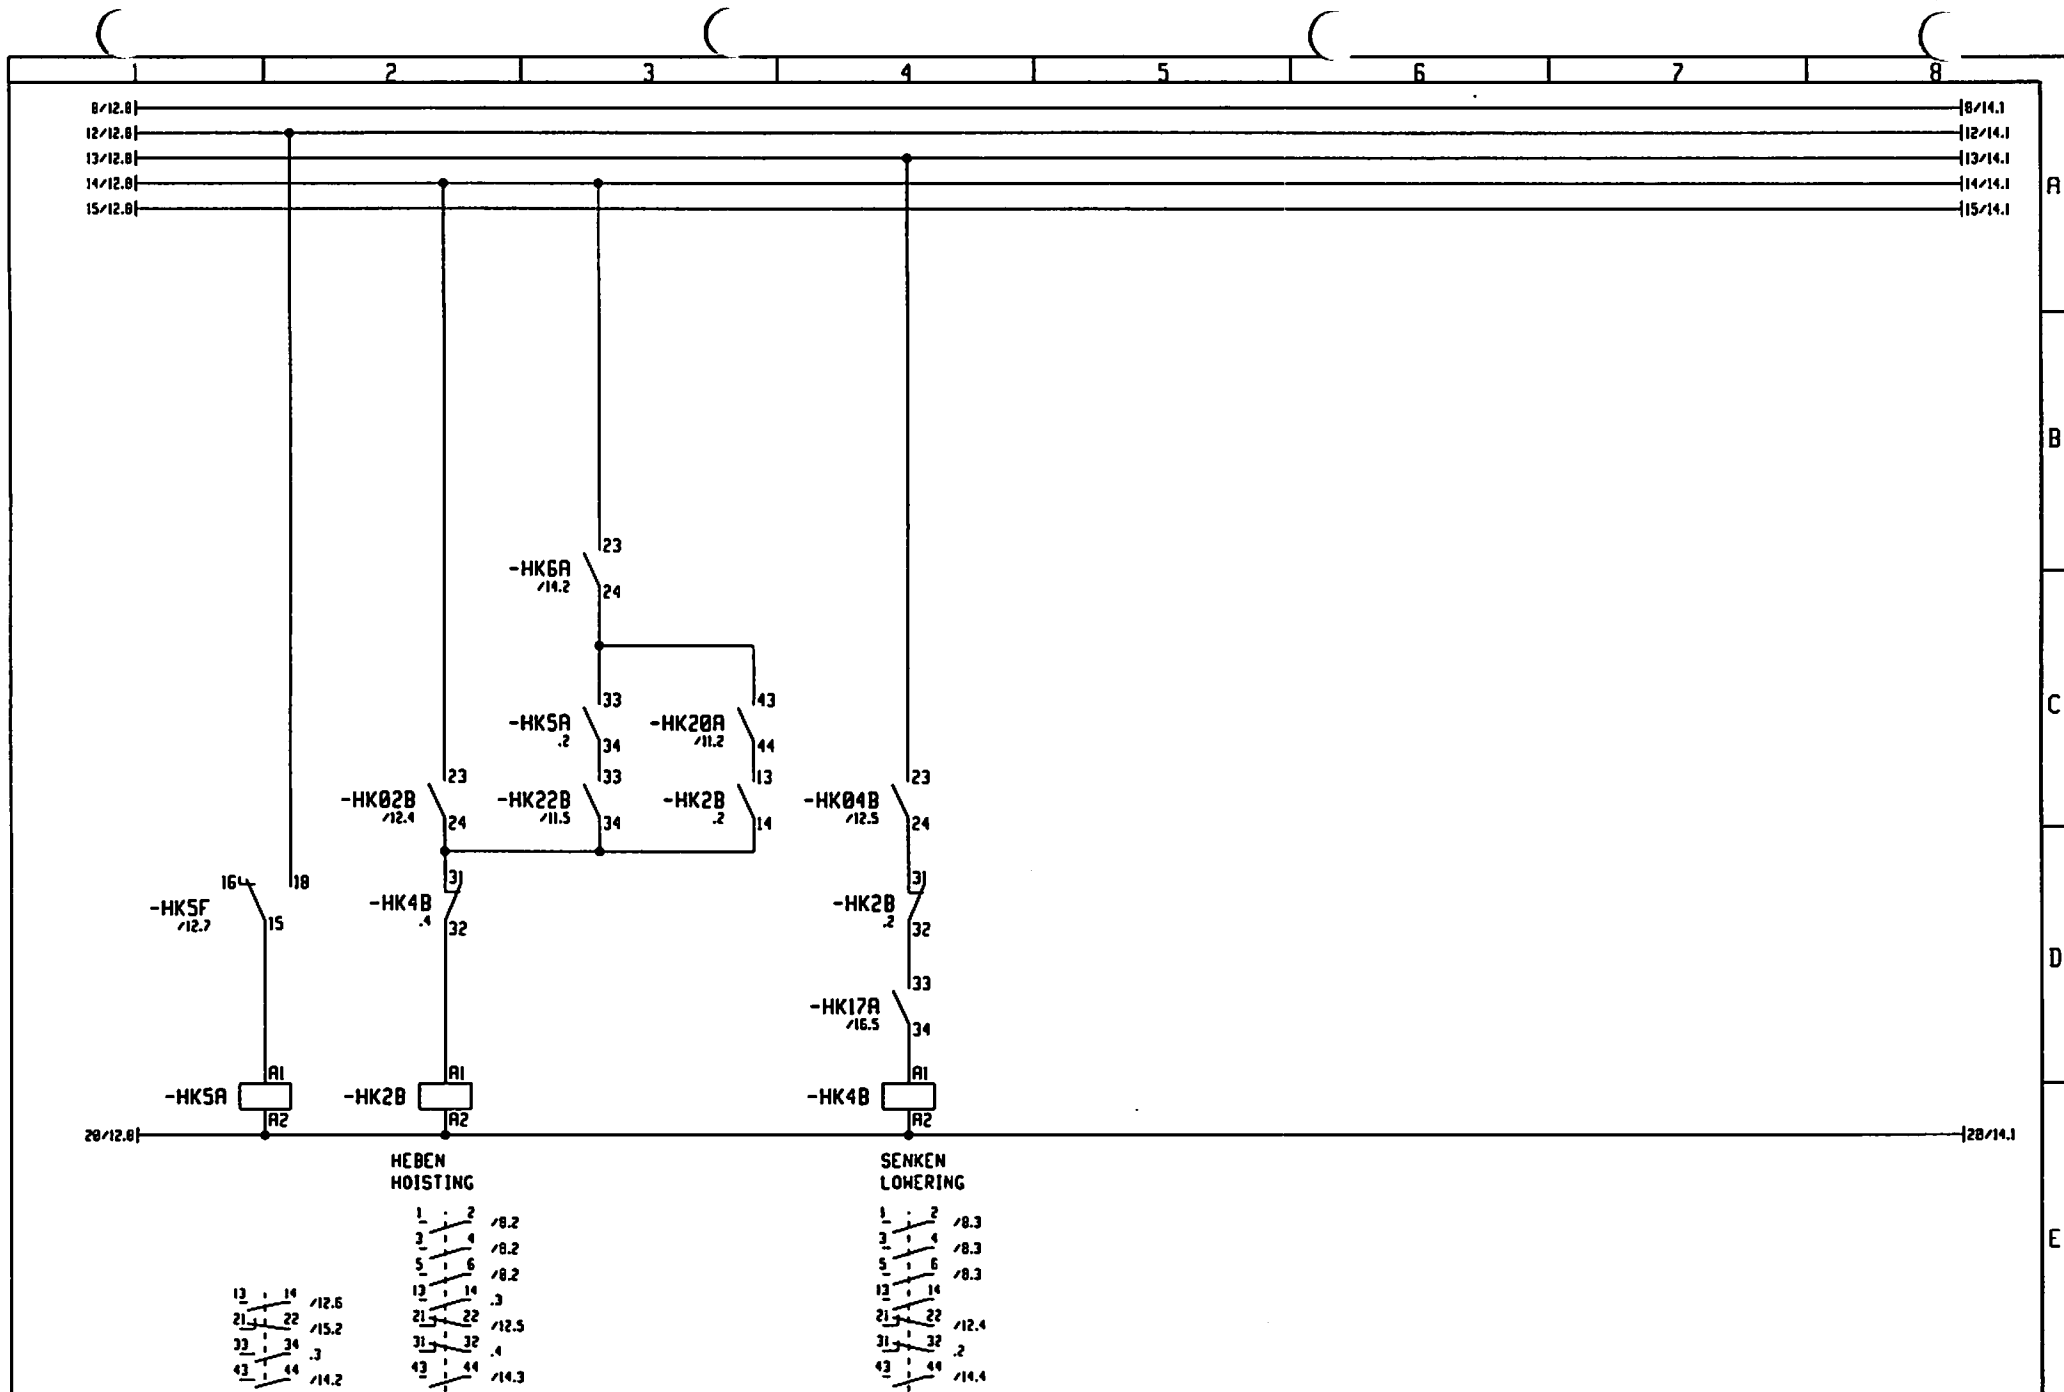 1 2 3 4 5 6 7 8
8/12.8 8/14.1
12/12.8 12/14.1
13/12.8 13/14.1
14/12.8 14/14.1 A
15/12.8 15/14.1
B
23
-HK6A
/14.2 24
33 43
-HK5A -HK20A C
.2 34 /11.2 44
23 33 13 23
-HK02B -HK22B -HK2B -HK04B
/12.4 24 /11.5 34 .2 14 /12.5 24
16 18 31 31
-HK5F -HK4B -HK2B
/12.7 15 .4 32 .2 32
D
33
-HK17A
/16.5 34
A1 A1 A1
-HK5A -HK2B -HK4B
A2 A2 A2
20/12.8 20/14.1
HEBEN SENKEN
HOISTING LOWERING
1 2 /8.2 1 2 /8.3
3 4 /8.2 3 4 /8.3 E
5 6 /8.2 5 6 /8.3
13 14 /12.6 13 14 .3 13 14
21 22 /15.2 21 22 /12.5 21 22 /12.4
33 34 .3 31 32 .4 31 32 .2
43 44 /14.2 43 44 /14.3 43 44 /14.4